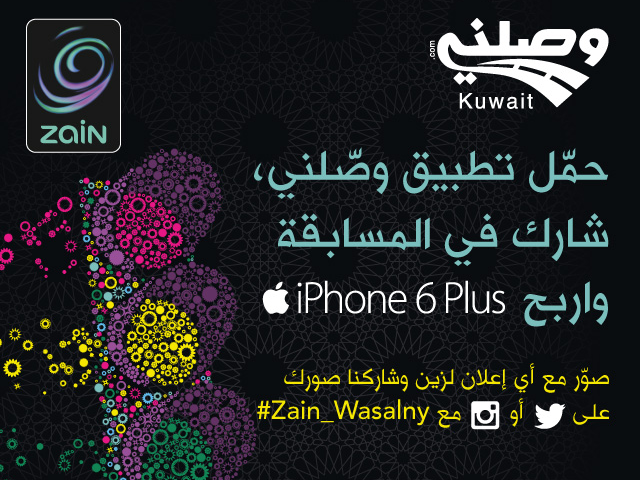 zain
وصلني
.com
Kuwait
حمّل تطبيق وصّلني،
شارك في المسابقة
واربح iPhone 6 Plus
صوّر مع أي إعلان لزين وشاركنا صورك
على أو مع #Zain_Wasalny